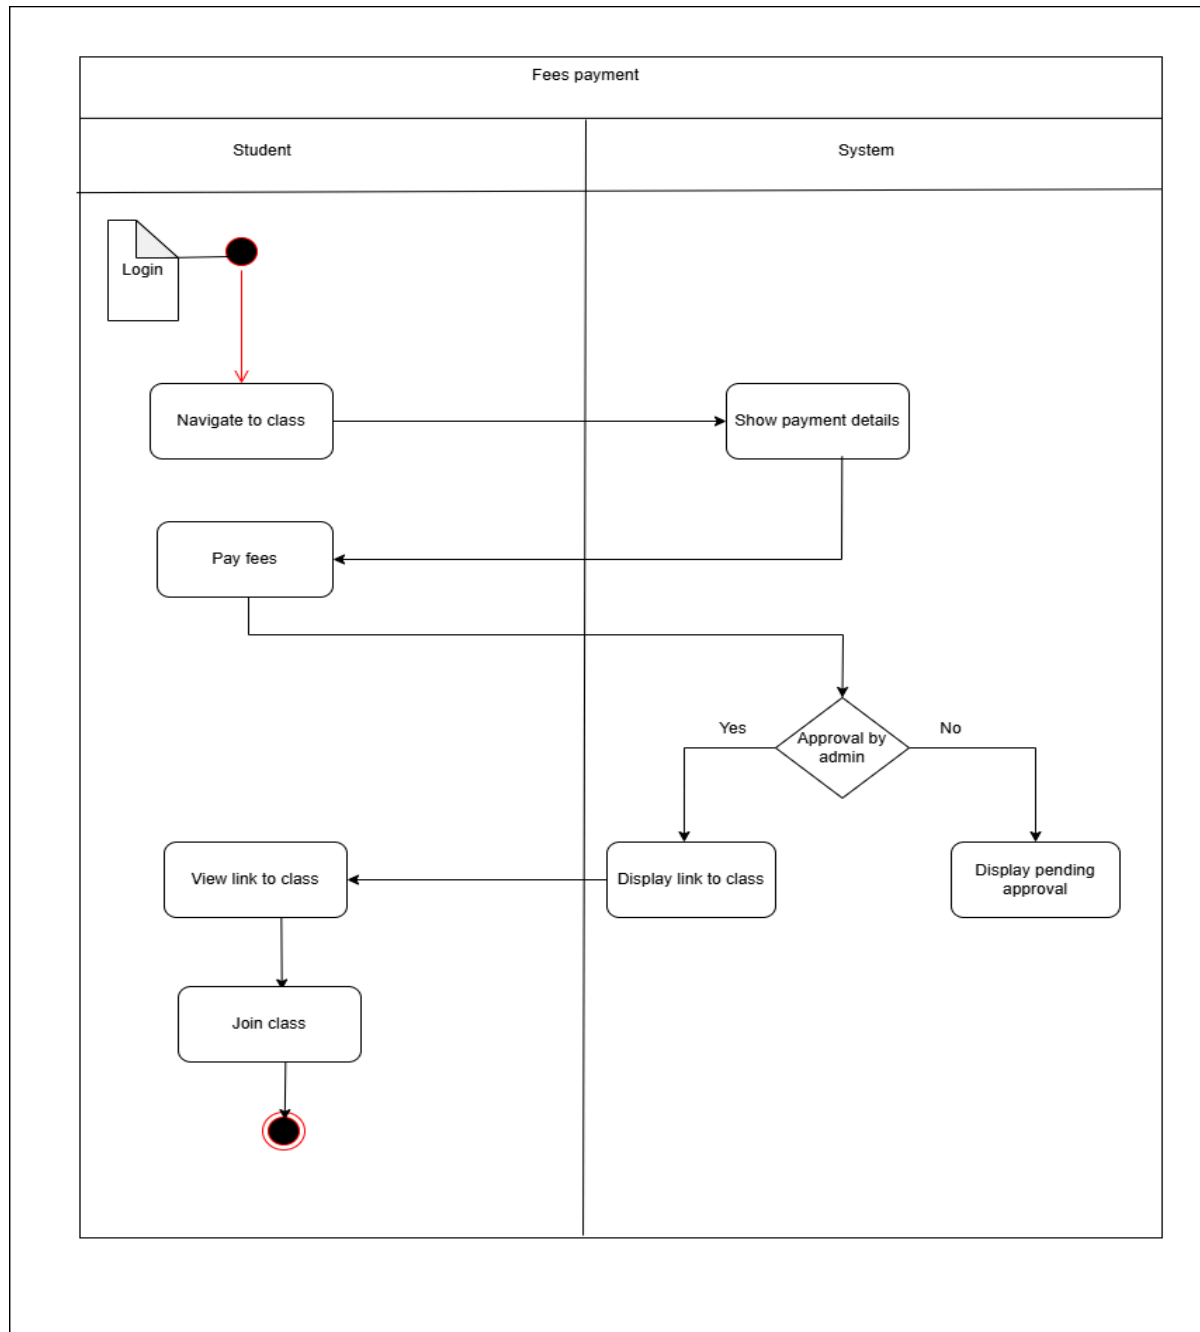 Fees payment
Student
System
Login
Navigate to class
Show payment details
Pay fees
Yes
No
Approval by
admin
View link to class
Display link to class
Display pending
approval
Join class